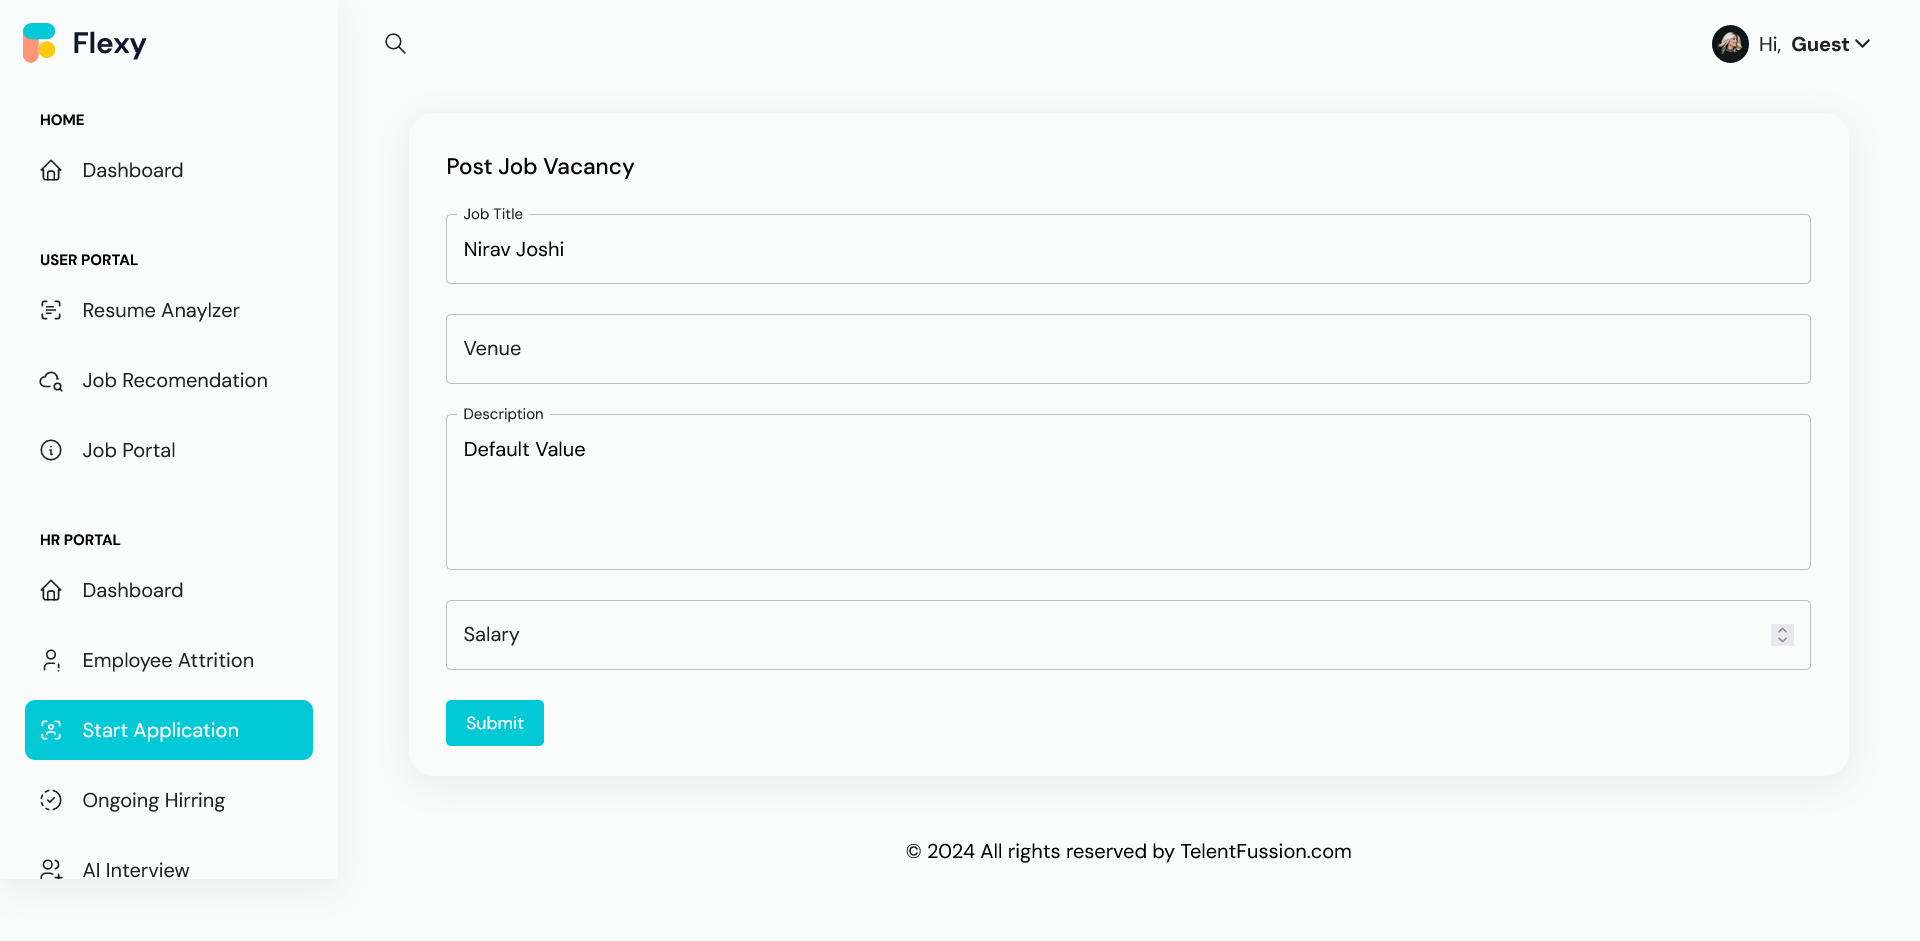 Flexy
Hi, Guest
HOME
Dashboard
USER PORTAL
Resume Anaylzer
Job Recomendation
Job Portal
HR PORTAL
Dashboard
Employee Attrition
Start Application
Ongoing Hirring
AI Interview
Post Job Vacancy
Job Title
Nirav Joshi
Venue
Description
Default Value
Salary
Submit
© 2024 All rights reserved by TelentFussion.com